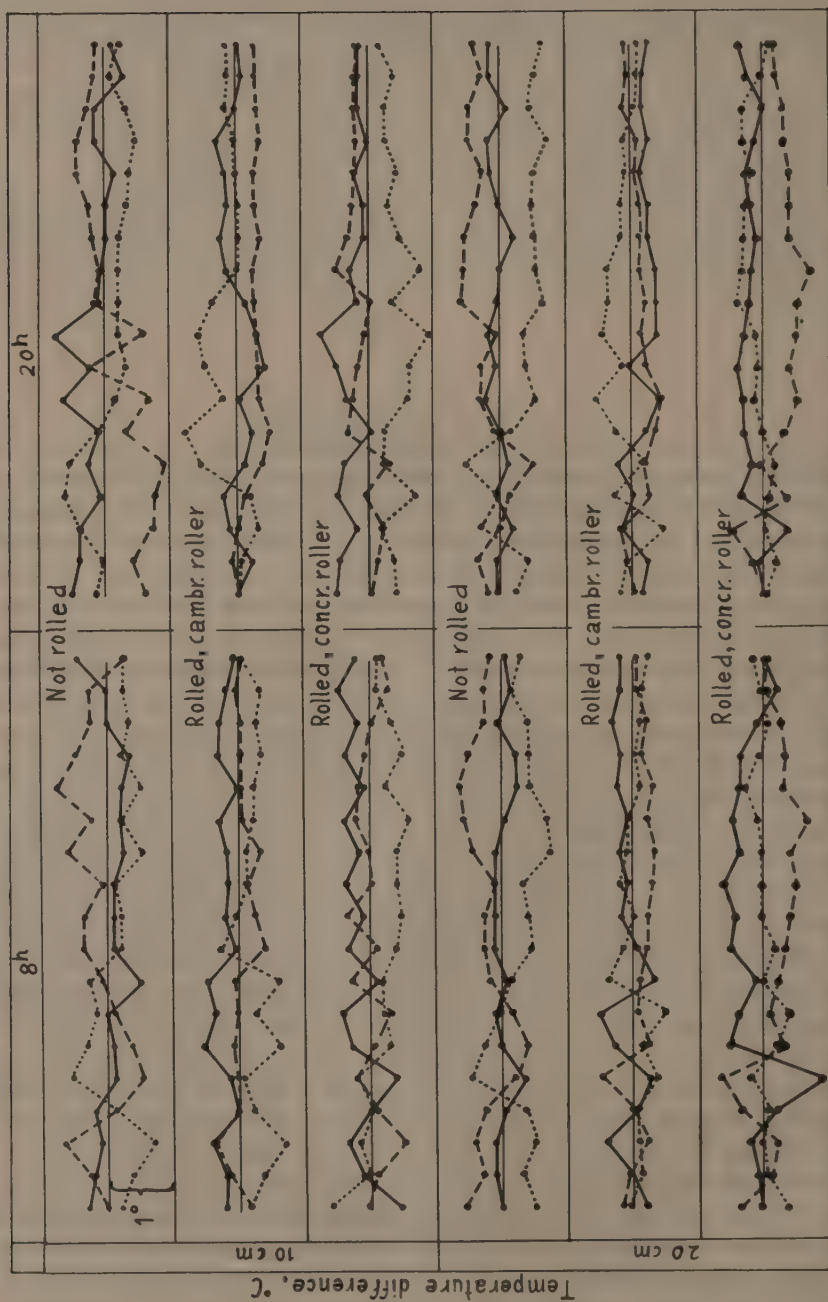 8h
20h
Not rolled
Rolled, cambr. roller
Rolled, concr. roller
Not rolled
Rolled, cambr. roller
Rolled, concr. roller
1°
10 cm
20 cm
Temperature difference, °C